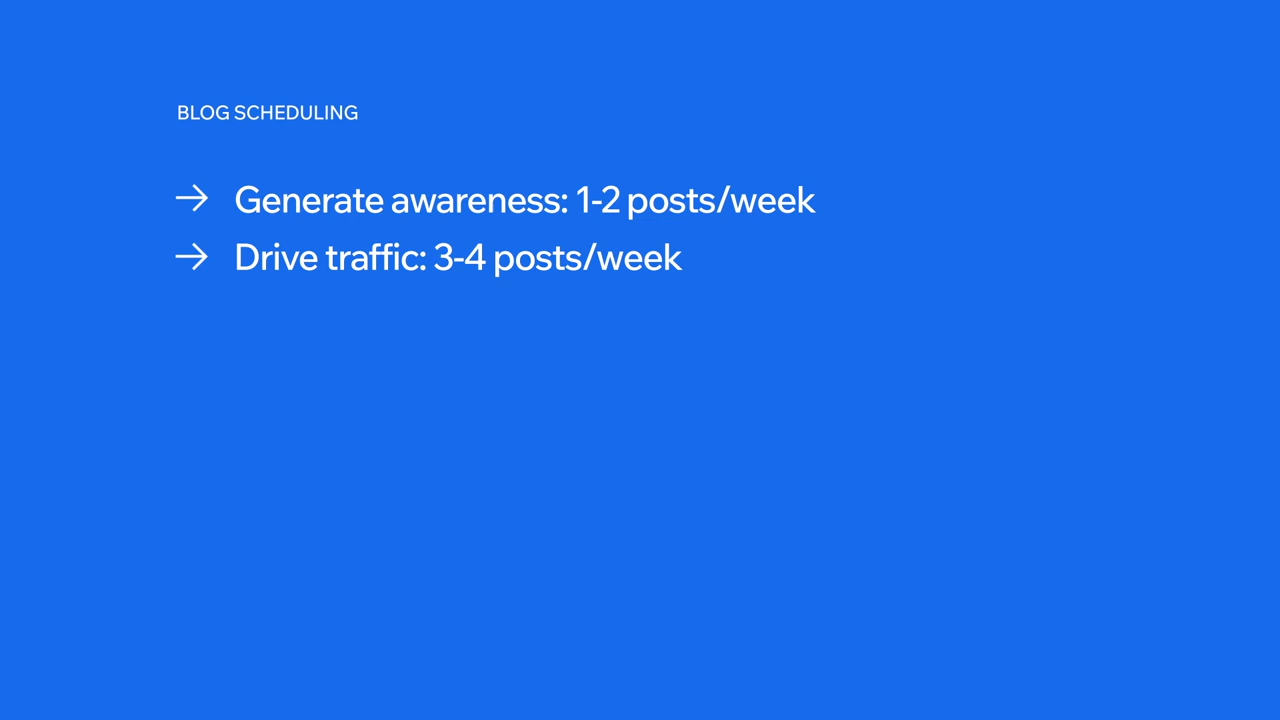 BLOG SCHEDULING
→ Generate awareness: 1-2 posts/week
→ Drive traffic: 3-4 posts/week